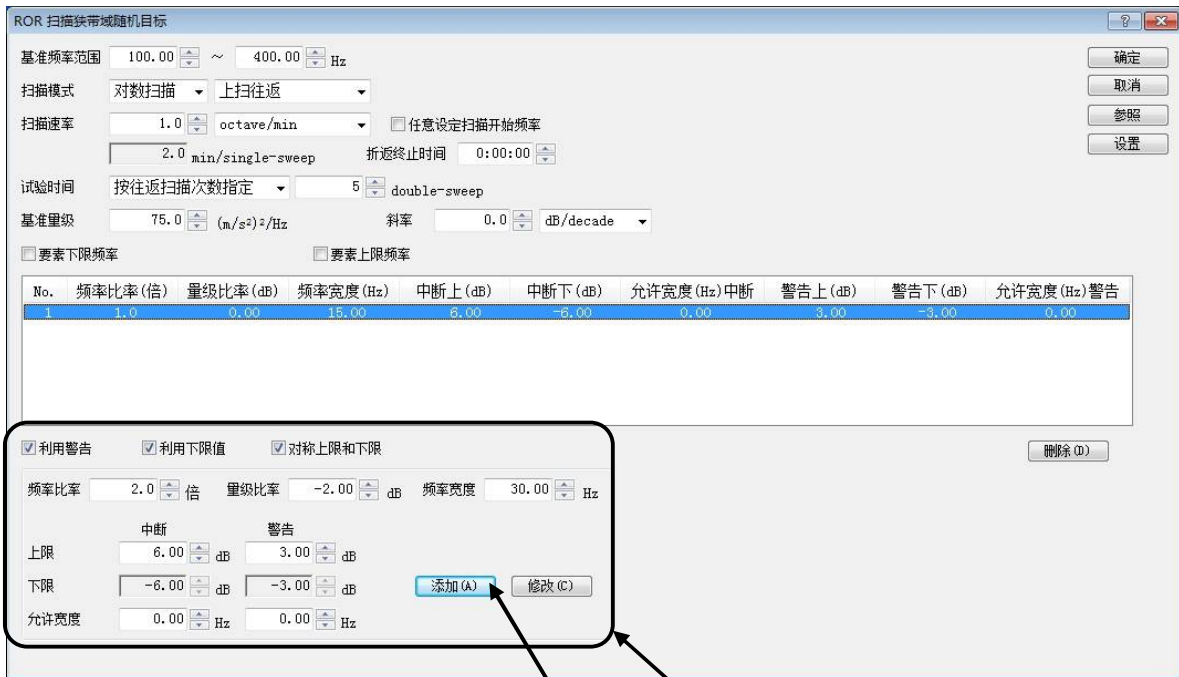 ROR 扫描狭带域随机目标
基准频率范围 100.00 ~ 400.00 Hz 确定
扫描模式 对数扫描 上扫往返 取消
扫描速率 1.0 octave/min 任意设定扫描开始频率 参照
2.0 min/single-sweep 折返终止时间 0:00:00 设置
试验时间 按往返扫描次数指定 5 double-sweep
基准量级 75.0 (m/s²)²/Hz 斜率 0.0 dB/decade
要素下限频率 要素上限频率
No. 频率比率(倍) 量级比率(dB) 频率宽度(Hz) 中断上(dB) 中断下(dB) 允许宽度(Hz)中断 警告上(dB) 警告下(dB) 允许宽度(Hz)警告
1 1.0 0.00 15.00 6.00 -6.00 0.00 3.00 -3.00 0.00
利用警告 利用下限值 对称上限和下限 删除(D)
频率比率 2.0 倍 量级比率 -2.00 dB 频率宽度 30.00 Hz
中断 警告
上限 6.00 dB 3.00 dB
下限 -6.00 dB -3.00 dB 添加(A) 修改(C)
允许宽度 0.00 Hz 0.00 Hz